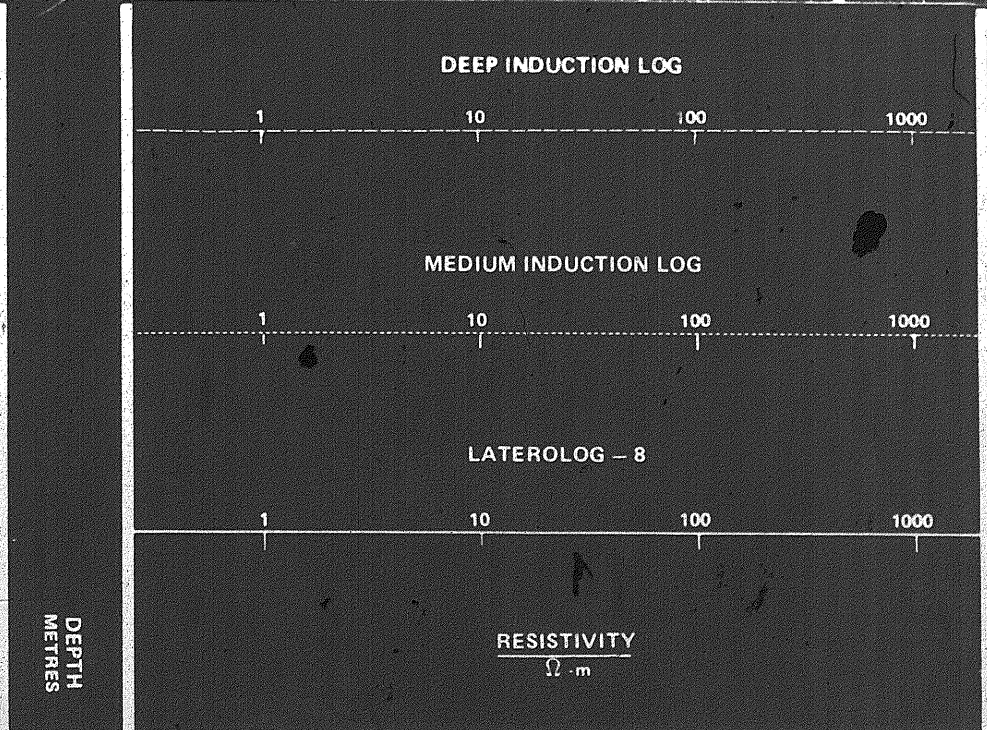 DEEP INDUCTION LOG
1 10 100 1000
MEDIUM INDUCTION LOG
1 10 100 1000
LATEROLOG – 8
1 10 100 1000
DEPTH
METRES
RESISTIVITY
Ω·m